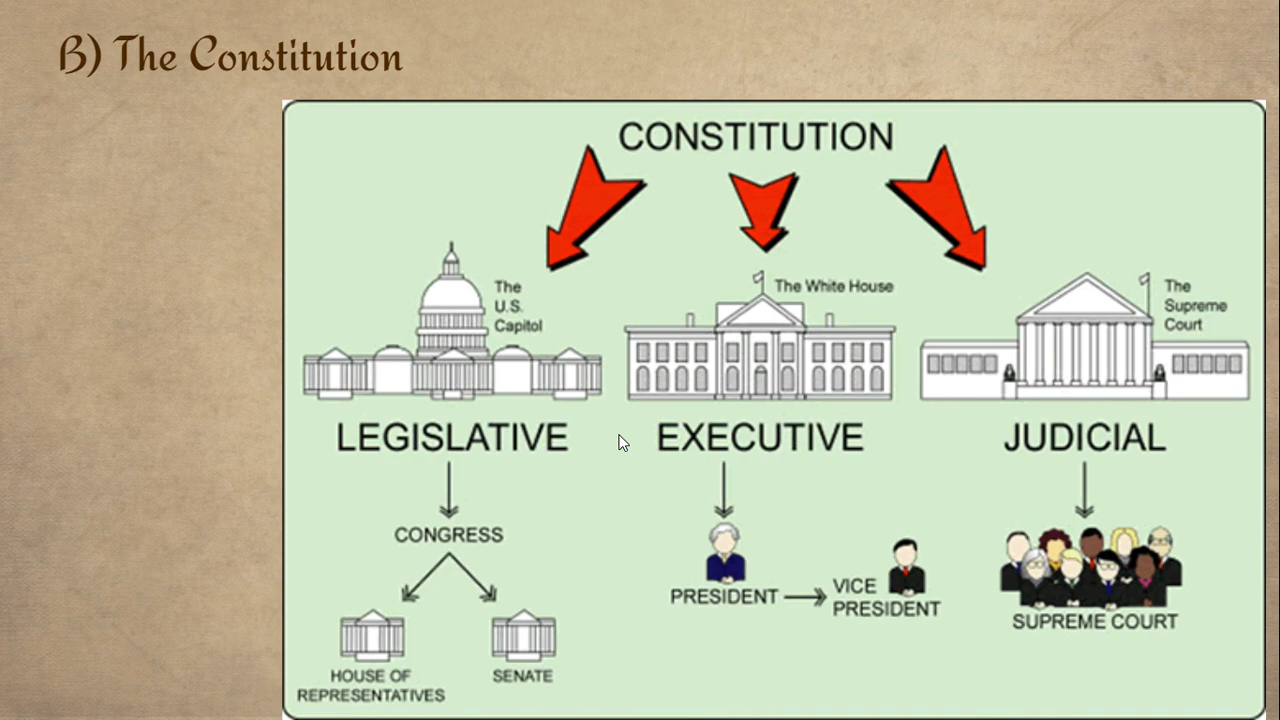 B) The Constitution
CONSTITUTION
The
U.S.
Capitol
The White House
The
Supreme
Court
LEGISLATIVE
EXECUTIVE
JUDICIAL
CONGRESS
HOUSE OF
REPRESENTATIVES
SENATE
PRESIDENT
VICE
PRESIDENT
SUPREME COURT